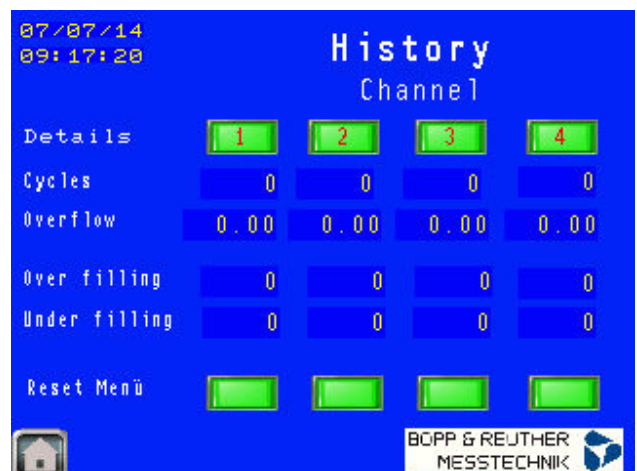 07/07/14
09:17:20
History
Channel
Details 1 2 3 4
Cycles 0 0 0 0
Overflow 0.00 0.00 0.00 0.00
Over filling 0 0 0 0
Under filling 0 0 0 0
Reset Menü
BOPP & REUTHER
MESSTECHNIK